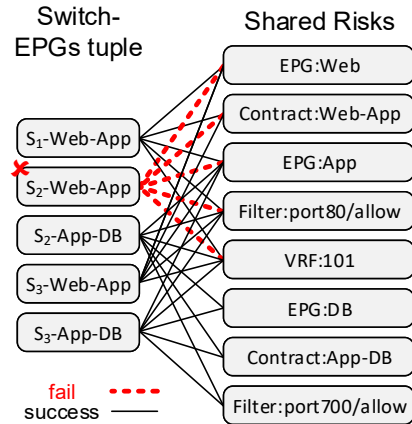 Switch-
EPGs tuple
Shared Risks
S₁-Web-App
S₂-Web-App
S₂-App-DB
S₃-Web-App
S₃-App-DB
EPG:Web
Contract:Web-App
EPG:App
Filter:port80/allow
VRF:101
EPG:DB
Contract:App-DB
Filter:port700/allow
fail
success